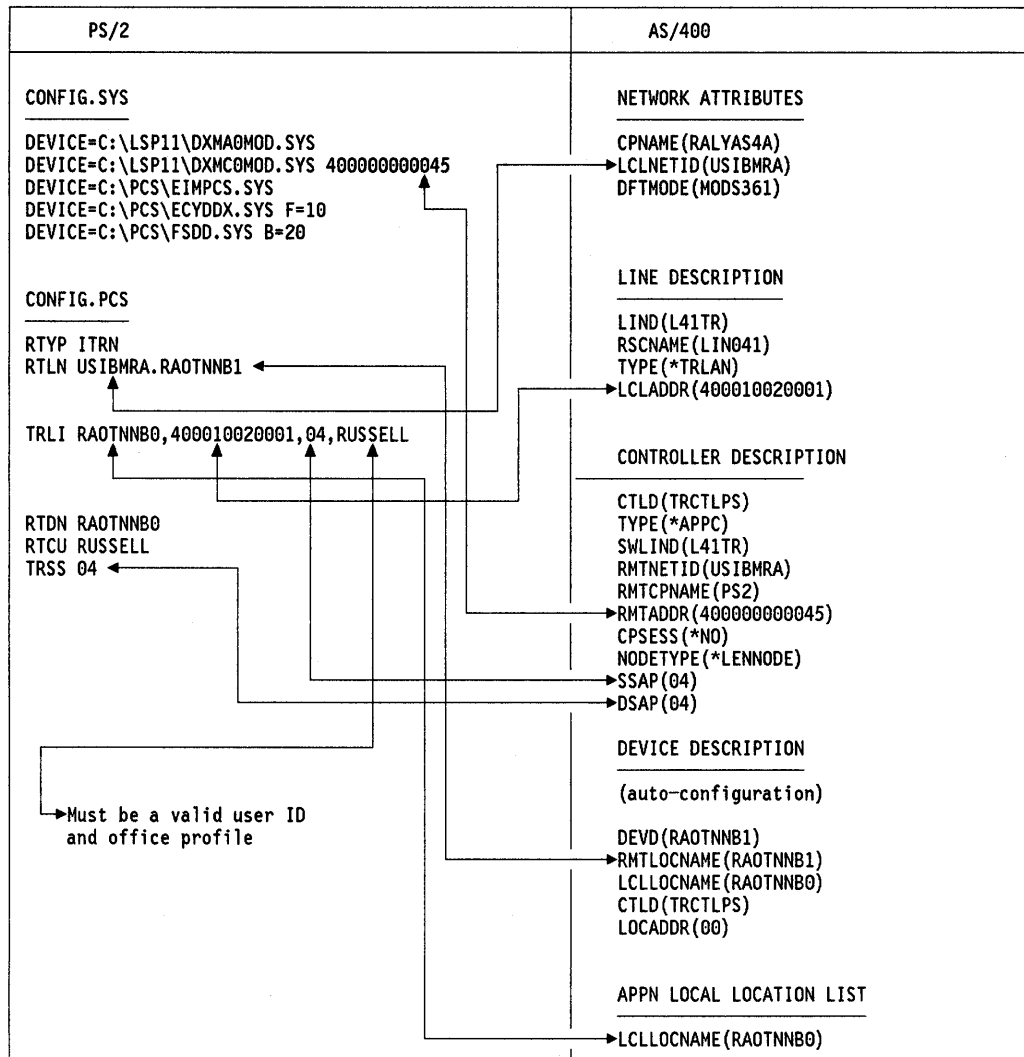 PS/2
AS/400
CONFIG.SYS
DEVICE=C:\LSP11\DXMA0MOD.SYS
DEVICE=C:\LSP11\DXMC0MOD.SYS 400000000045
DEVICE=C:\PCS\EIMPCS.SYS
DEVICE=C:\PCS\ECYDDX.SYS F=10
DEVICE=C:\PCS\FSDD.SYS B=20
CONFIG.PCS
RTYP ITRN
RTLN USIBMRA.RAOTNNB1
TRLI RAOTNNB0,400010020001,04,RUSSELL
RTDN RAOTNNB0
RTCU RUSSELL
TRSS 04
Must be a valid user ID
and office profile
NETWORK ATTRIBUTES
CPNAME(RALYAS4A)
LCLNETID(USIBMRA)
DFTMODE(MODS361)
LINE DESCRIPTION
LIND(L41TR)
RSCNAME(LIN041)
TYPE(*TRLAN)
LCLADDR(400010020001)
CONTROLLER DESCRIPTION
CTLD(TRCTLPS)
TYPE(*APPC)
SWLIND(L41TR)
RMTNETID(USIBMRA)
RMTCPNAME(PS2)
RMTADDR(400000000045)
CPSESS(*NO)
NODETYPE(*LENNODE)
SSAP(04)
DSAP(04)
DEVICE DESCRIPTION
(auto-configuration)
DEVD(RAOTNNB1)
RMTLOCNAME(RAOTNNB1)
LCLLOCNAME(RAOTNNB0)
CTLD(TRCTLPS)
LOCADDR(00)
APPN LOCAL LOCATION LIST
LCLLOCNAME(RAOTNNB0)